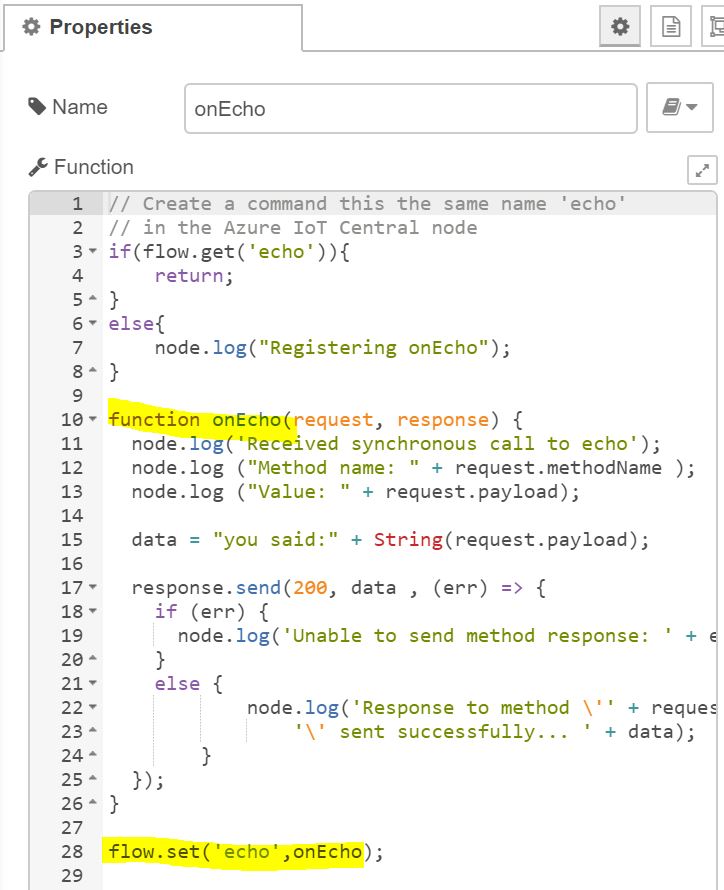 Properties
Name
onEcho
Function
1 // Create a command this the same name 'echo'
2 // in the Azure IoT Central node
3 if(flow.get('echo')){
4     return;
5 }
6 else{
7     node.log("Registering onEcho");
8 }
9
10 function onEcho(request, response) {
11   node.log('Received synchronous call to echo');
12   node.log ("Method name: " + request.methodName );
13   node.log ("Value: " + request.payload);
14
15   data = "you said:" + String(request.payload);
16
17   response.send(200, data , (err) => {
18     if (err) {
19       node.log('Unable to send method response: ' + e
20     }
21     else {
22             node.log('Response to method \'' + reques
23                 '\' sent successfully... ' + data);
24         }
25   });
26 }
27
28 flow.set('echo',onEcho);
29